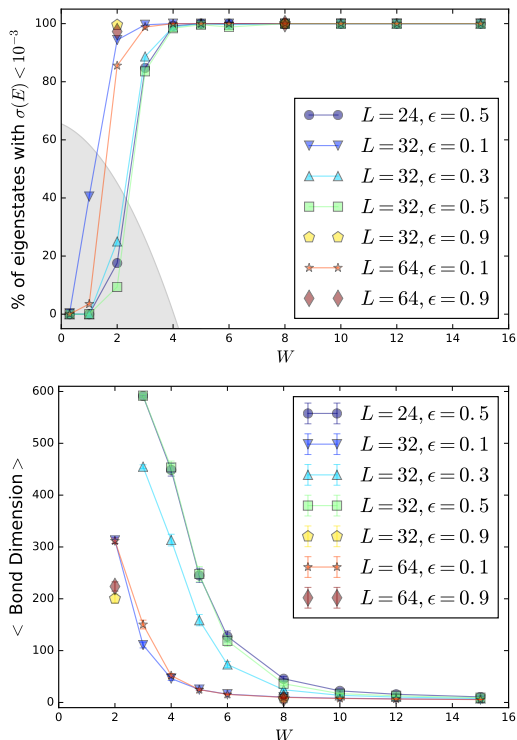 % of eigenstates with σ(E) < 10⁻³
100
80
60
40
20
0
L = 24, ϵ = 0.5
L = 32, ϵ = 0.1
L = 32, ϵ = 0.3
L = 32, ϵ = 0.5
L = 32, ϵ = 0.9
L = 64, ϵ = 0.1
L = 64, ϵ = 0.9
0 2 4 6 8 10 12 14 16
W
< Bond Dimension >
600
500
400
300
200
100
0
L = 24, ϵ = 0.5
L = 32, ϵ = 0.1
L = 32, ϵ = 0.3
L = 32, ϵ = 0.5
L = 32, ϵ = 0.9
L = 64, ϵ = 0.1
L = 64, ϵ = 0.9
0 2 4 6 8 10 12 14 16
W